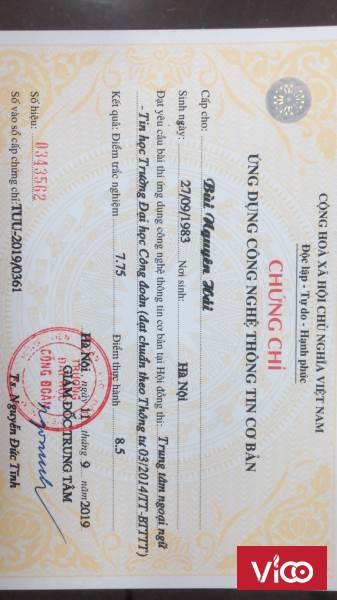 CỘNG HOÀ XÃ HỘI CHỦ NGHĨA VIỆT NAM
Độc lập - Tự do - Hạnh phúc
CHỨNG CHỈ
ỨNG DỤNG CÔNG NGHỆ THÔNG TIN CƠ BẢN
Cấp cho: Bùi Nguyên Hải
Sinh ngày: 27/09/1983 Nơi sinh: Hà Nội
Đạt yêu cầu bài thi ứng dụng công nghệ thông tin cơ bản tại Hội đồng thi: Trung tâm ngoại ngữ
- Tin học Trường Đại học Công đoàn (đạt chuẩn theo Thông tư 03/2014/TT-BTTTT)
Kết quả: Điểm trắc nghiệm 7.75 Điểm thực hành 8.5
Hà Nội, ngày 11 tháng 9 năm 2019
GIÁM ĐỐC TRUNG TÂM
TRƯỜNG
CÔNG ĐOÀN
Số hiệu: 0343562
Số vào sổ cấp chứng chỉ: TUU-2019/0361
Ts. Nguyễn Đức Tĩnh
Vico